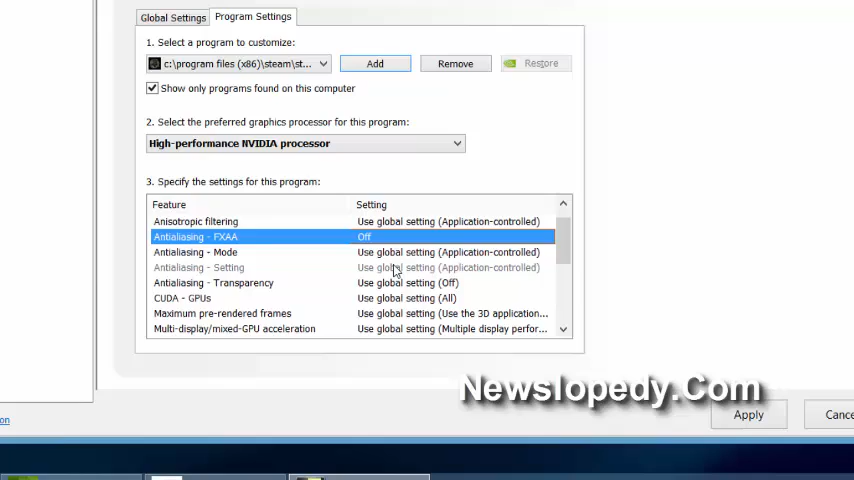 Global Settings Program Settings
1. Select a program to customize:
c:\program files (x86)\steam\st... Add Remove Restore
Show only programs found on this computer
2. Select the preferred graphics processor for this program:
High-performance NVIDIA processor
3. Specify the settings for this program:
Feature Setting
Anisotropic filtering Use global setting (Application-controlled)
Antialiasing - FXAA Off
Antialiasing - Mode Use global setting (Application-controlled)
Antialiasing - Setting Use global setting (Application-controlled)
Antialiasing - Transparency Use global setting (Off)
CUDA - GPUs Use global setting (All)
Maximum pre-rendered frames Use global setting (Use the 3D application...
Multi-display/mixed-GPU acceleration Use global setting (Multiple display perfor...
Newslopedy.Com
on Apply Cance